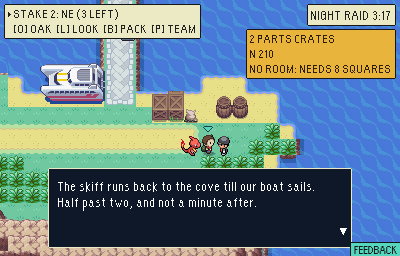 ▸STAKE 2: NE (3 LEFT)
[O]OAK [L]LOOK [B]PACK [P]TEAM
NIGHT RAID 3:17
2 PARTS CRATES
N 210
NO ROOM: NEEDS 8 SQUARES
The skiff runs back to the cove till our boat sails.
Half past two, and not a minute after.
FEEDBACK